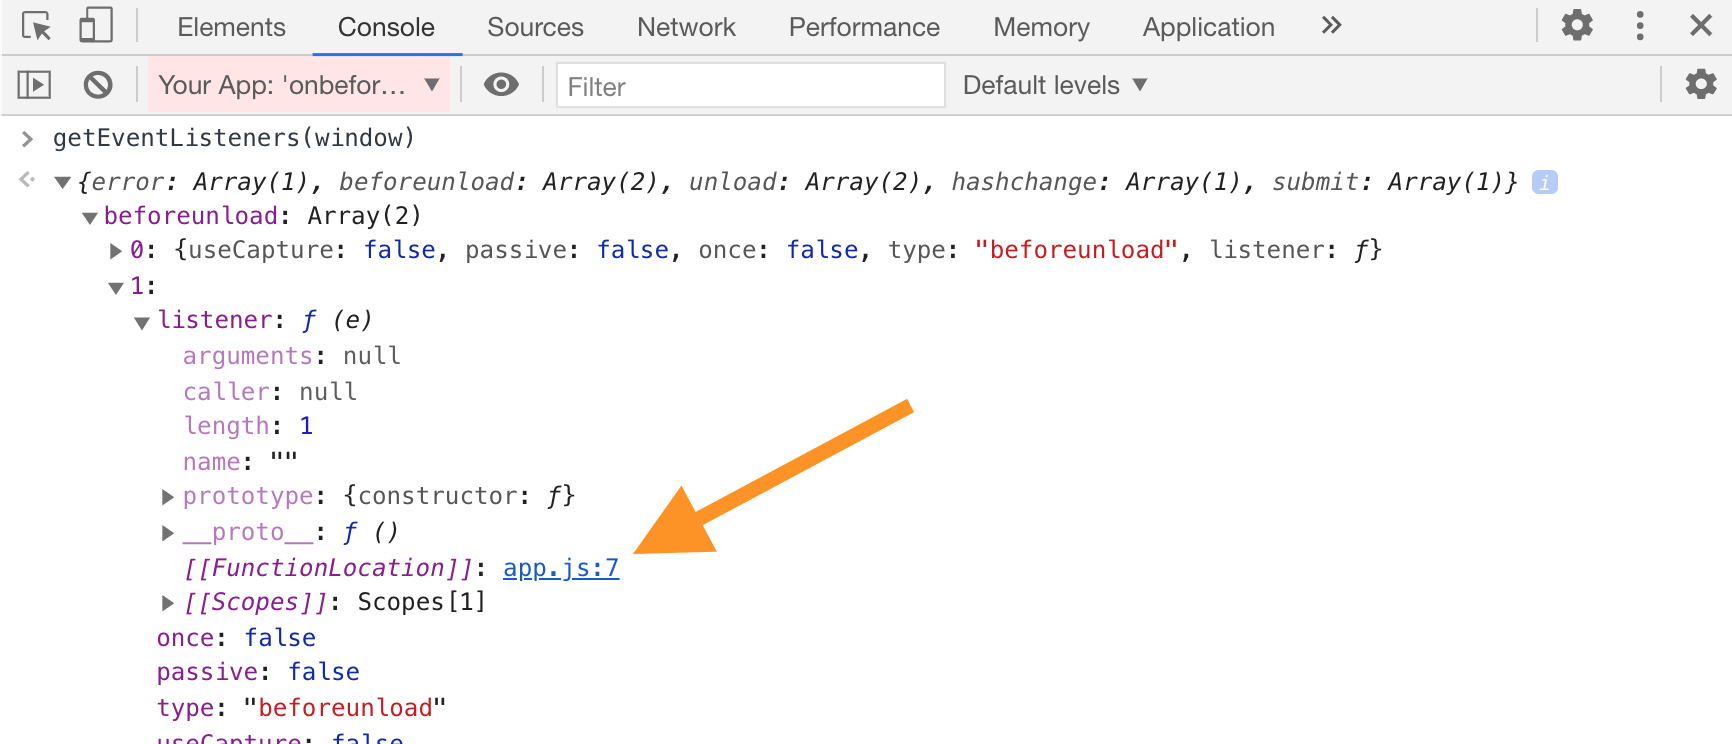 Elements Console Sources Network Performance Memory Application »
Your App: 'onbefor... ▼ Filter Default levels ▼
> getEventListeners(window)
{error: Array(1), beforeunload: Array(2), unload: Array(2), hashchange: Array(1), submit: Array(1)} i
beforeunload: Array(2)
0: {useCapture: false, passive: false, once: false, type: "beforeunload", listener: ƒ}
1:
listener: ƒ (e)
arguments: null
caller: null
length: 1
name: ""
prototype: {constructor: ƒ}
__proto__: ƒ ()
[[FunctionLocation]]: app.js:7
[[Scopes]]: Scopes[1]
once: false
passive: false
type: "beforeunload"
useCapture: false